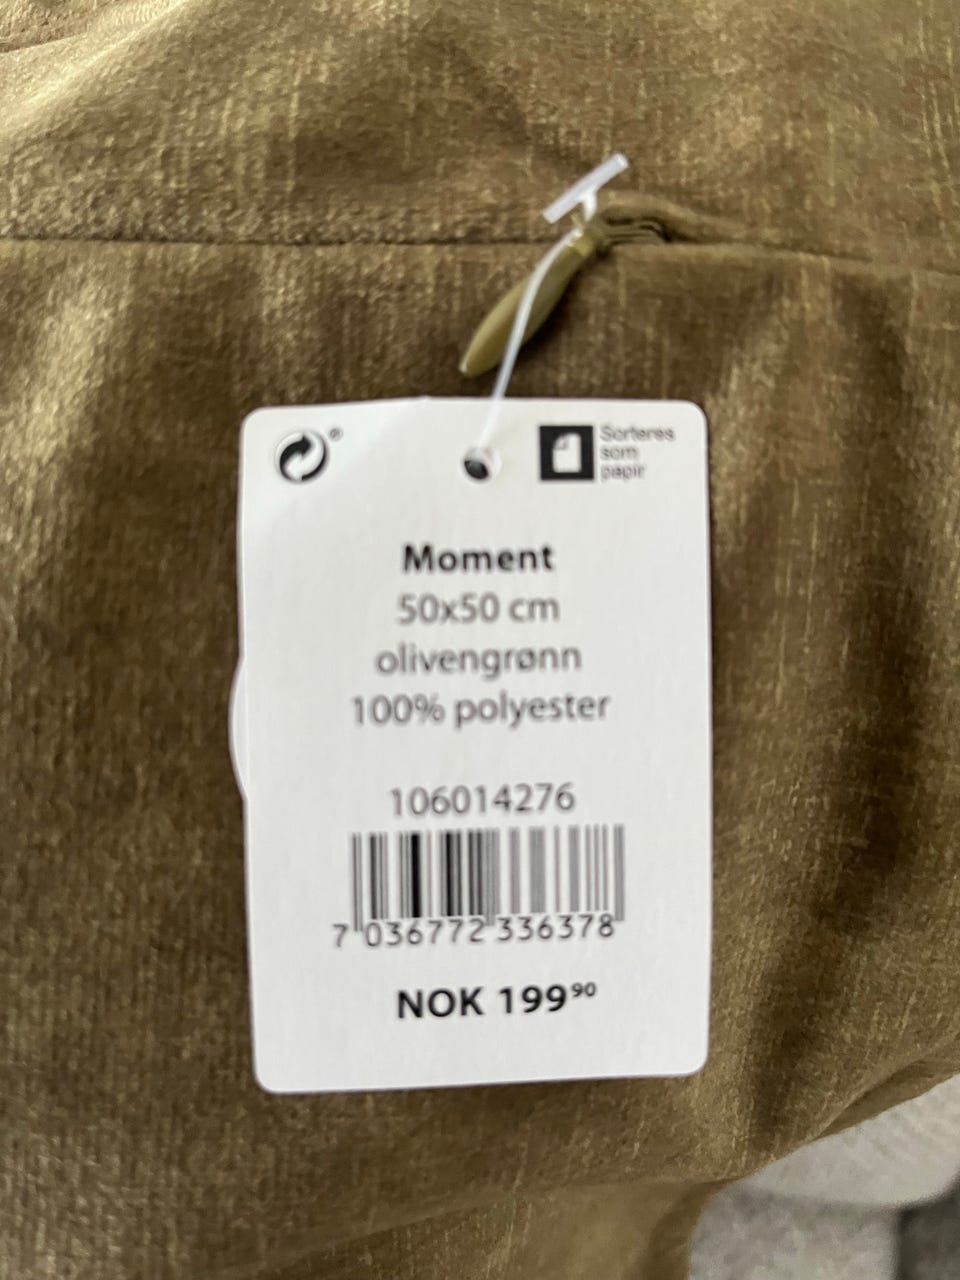 ®
Sorteres
som
papir
Moment
50x50 cm
olivengrønn
100% polyester
106014276
7 036772 336378
NOK 199⁹⁰